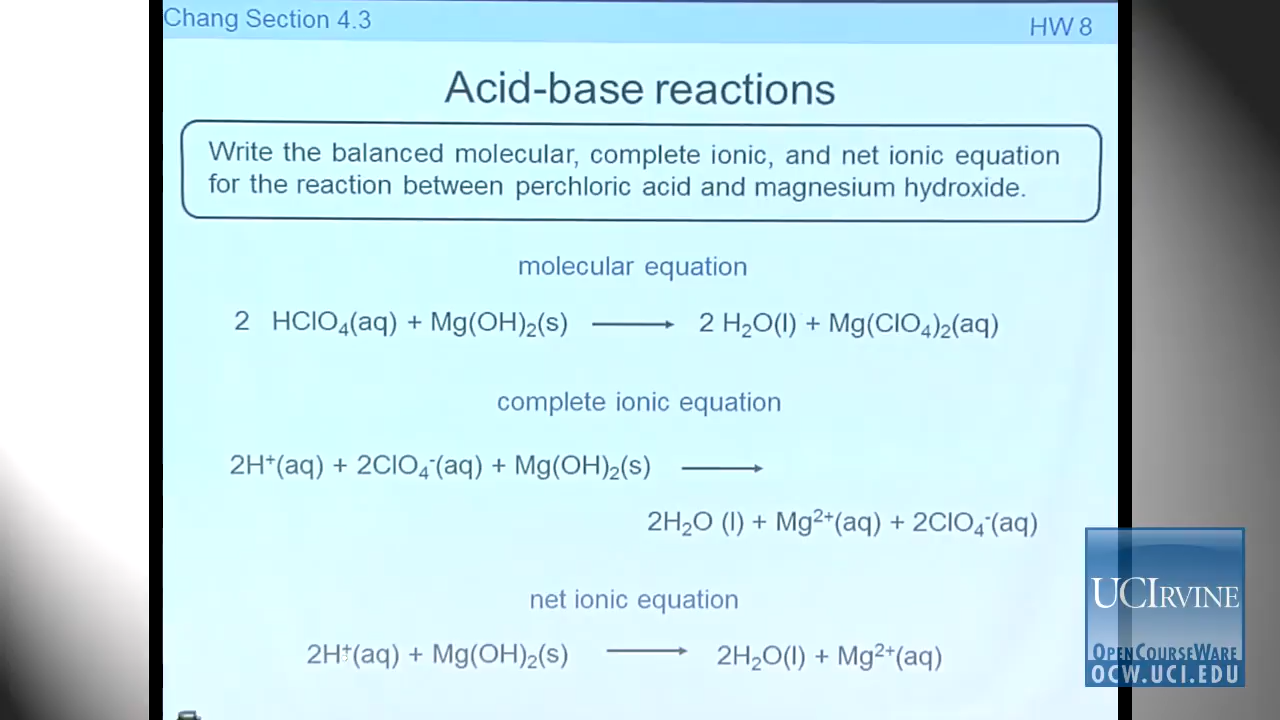 Chang Section 4.3
HW 8
Acid-base reactions
Write the balanced molecular, complete ionic, and net ionic equation
for the reaction between perchloric acid and magnesium hydroxide.
molecular equation
2 HClO₄(aq) + Mg(OH)₂(s) ⟶ 2 H₂O(l) + Mg(ClO₄)₂(aq)
complete ionic equation
2H⁺(aq) + 2ClO₄⁻(aq) + Mg(OH)₂(s) ⟶
2H₂O (l) + Mg²⁺(aq) + 2ClO₄⁻(aq)
net ionic equation
2H⁺(aq) + Mg(OH)₂(s) ⟶ 2H₂O(l) + Mg²⁺(aq)
UCIRVINE
OPENCOURSEWARE
OCW.UCI.EDU